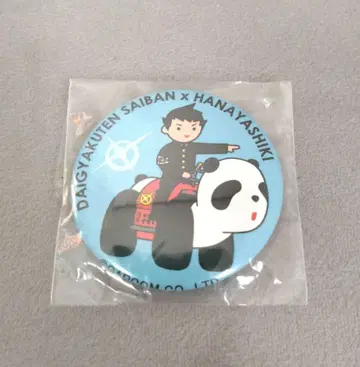 DAIGYAKUTEN SAIBAN x HANAYASHIKI
©CAPCOM CO., LTD